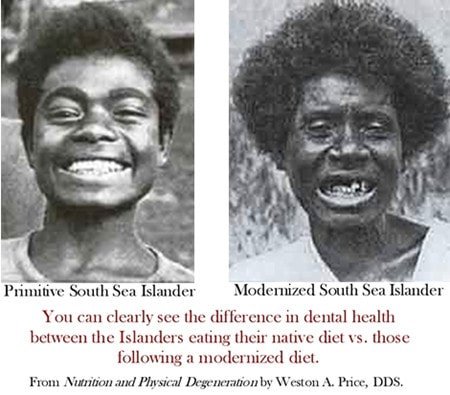 Primitive South Sea Islander
Modernized South Sea Islander
You can clearly see the difference in dental health
between the Islanders eating their native diet vs. those
following a modernized diet.
From Nutrition and Physical Degeneration by Weston A. Price, DDS.